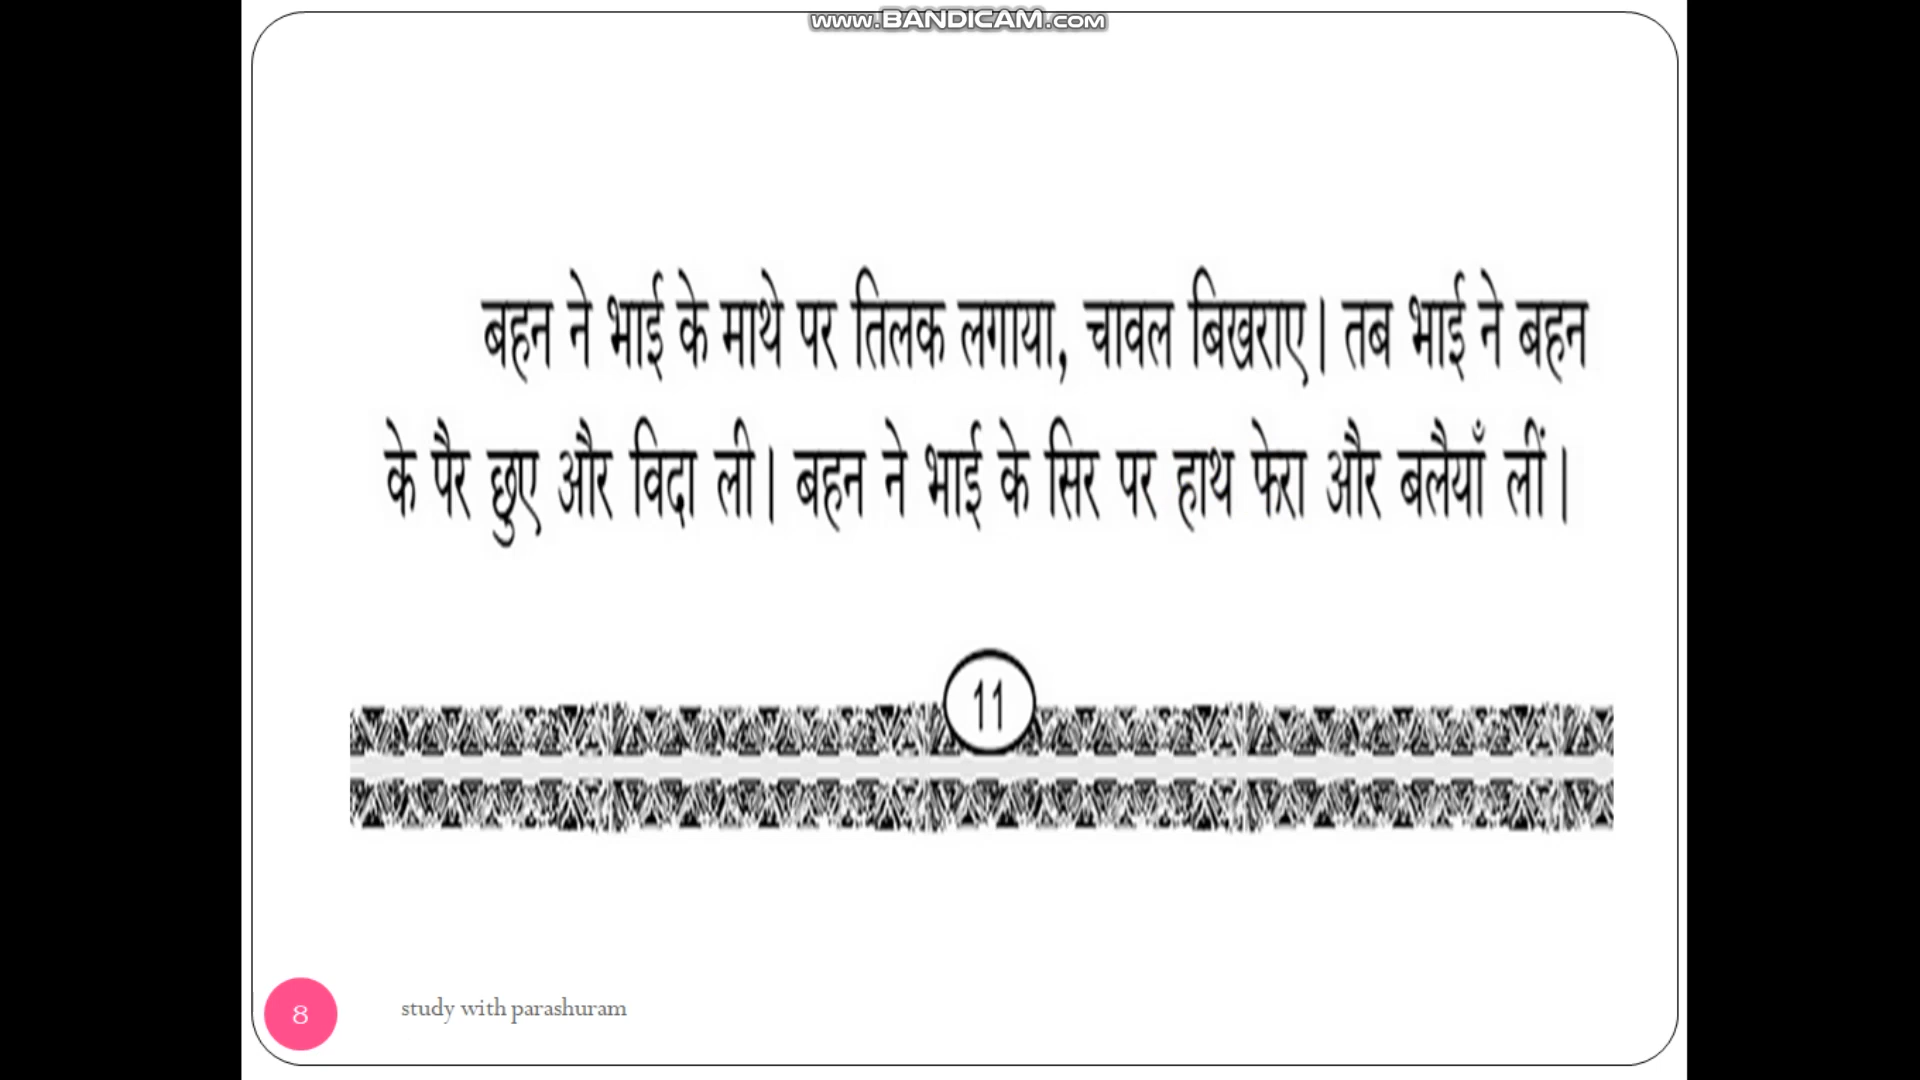 www.BANDICAM.com
बहन ने भाई के माथे पर तिलक लगाया, चावल बिखराए। तब भाई ने बहन
के पैर छुए और विदा ली। बहन ने भाई के सिर पर हाथ फेरा और बलैयाँ लीं।
11
8
study with parashuram